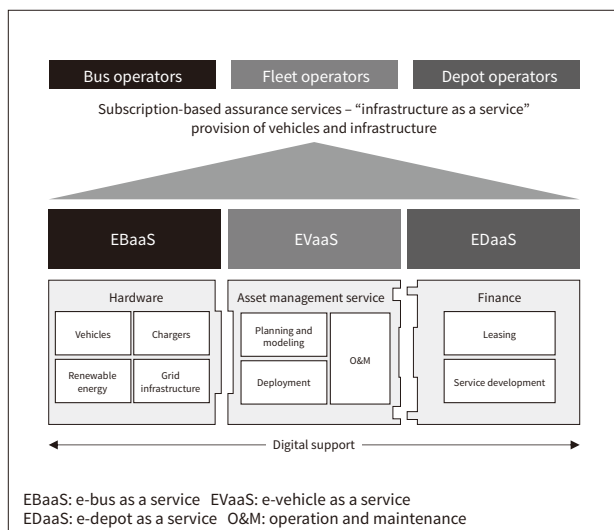 Bus operators
Fleet operators
Depot operators
Subscription-based assurance services – “infrastructure as a service”
provision of vehicles and infrastructure
EBaaS
EVaaS
EDaaS
Hardware
Vehicles
Chargers
Renewable
energy
Grid
infrastructure
Asset management service
Planning and
modeling
Deployment
O&M
Finance
Leasing
Service development
Digital support
EBaaS: e-bus as a service EVaaS: e-vehicle as a service
EDaaS: e-depot as a service O&M: operation and maintenance